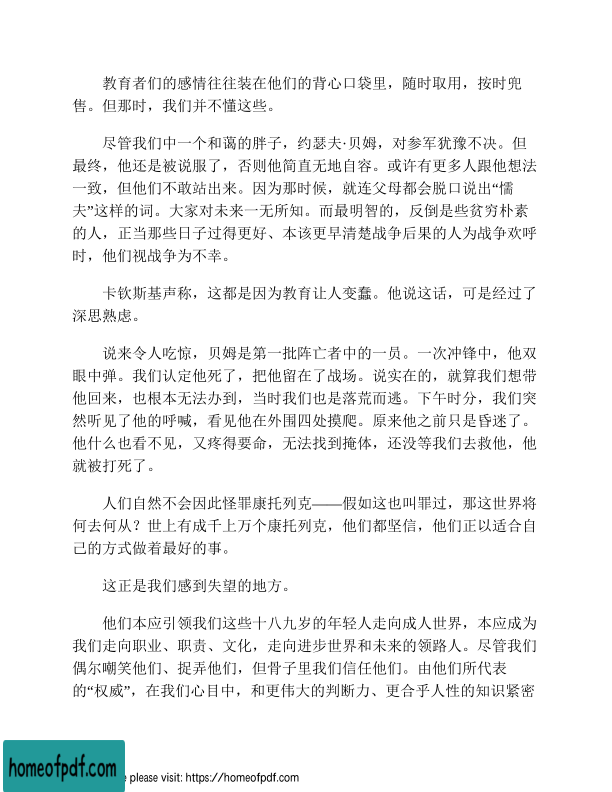 教育者们的感情往往装在他们的背心口袋里，随时取用，按时兜
售。但那时，我们并不懂这些。
尽管我们中一个和蔼的胖子，约瑟夫·贝姆，对参军犹豫不决。但
最终，他还是被说服了，否则他简直无地自容。或许有更多人跟他想法
一致，但他们不敢站出来。因为那时候，就连父母都会脱口说出“懦
夫”这样的词。大家对未来一无所知。而最明智的，反倒是些贫穷朴素
的人，正当那些日子过得更好、本该更早清楚战争后果的人为战争欢呼
时，他们视战争为不幸。
卡钦斯基声称，这都是因为教育让人变蠢。他说这话，可是经过了
深思熟虑。
说来令人吃惊，贝姆是第一批阵亡者中的一员。一次冲锋中，他双
眼中弹。我们认定他死了，把他留在了战场。说实在的，就算我们想带
他回来，也根本无法办到，当时我们也是落荒而逃。下午时分，我们突
然听见了他的呼喊，看见他在外围四处摸爬。原来他之前只是昏迷了。
他什么也看不见，又疼得要命，无法找到掩体，还没等我们去救他，他
就被打死了。
人们自然不会因此怪罪康托列克——假如这也叫罪过，那这世界将
何去何从？世上有成千上万个康托列克，他们都坚信，他们正以适合自
己的方式做着最好的事。
这正是我们感到失望的地方。
他们本应引领我们这些十八九岁的年轻人走向成人世界，本应成为
我们走向职业、职责、文化，走向进步世界和未来的领路人。尽管我们
偶尔嘲笑他们、捉弄他们，但骨子里我们信任他们。由他们所代表
的“权威”，在我们心目中，和更伟大的判断力、更合乎人性的知识紧密
homeofpdf.com
e please visit: https://homeofpdf.com